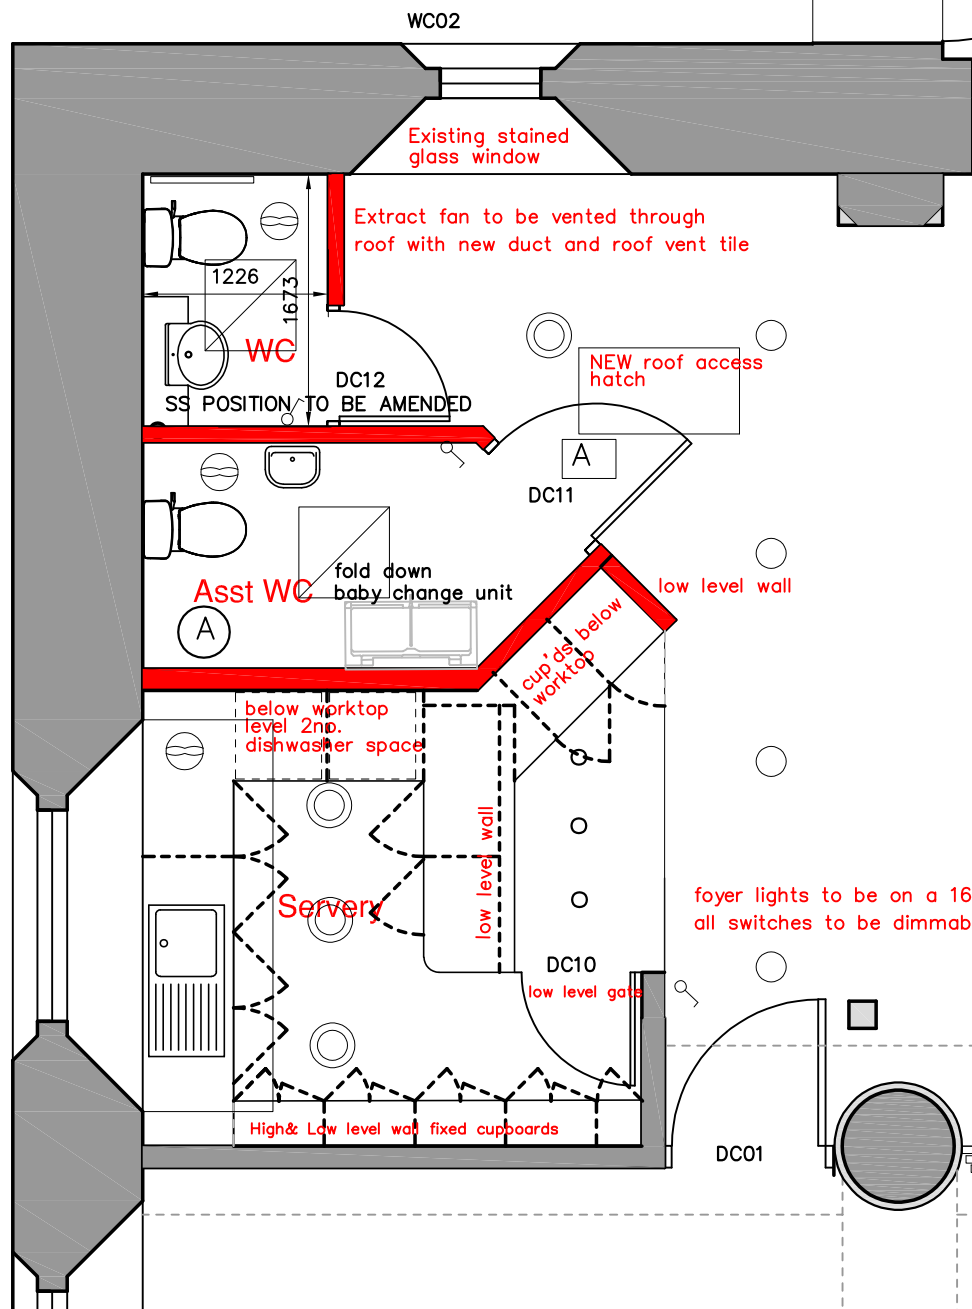 WC02
Existing stained
glass window
Extract fan to be vented through
roof with new duct and roof vent tile
1226
1673
WC
DC12
SS POSITION TO BE AMENDED
NEW roof access
hatch
A
DC11
fold down
baby change unit
Asst WC
A
low level wall
cup'ds below
worktop
below worktop
level 2no.
dishwasher space
low level wall
Servery
foyer lights to be on a 16
all switches to be dimmab
DC10
low level gate
High& Low level wall fixed cupboards
DC01